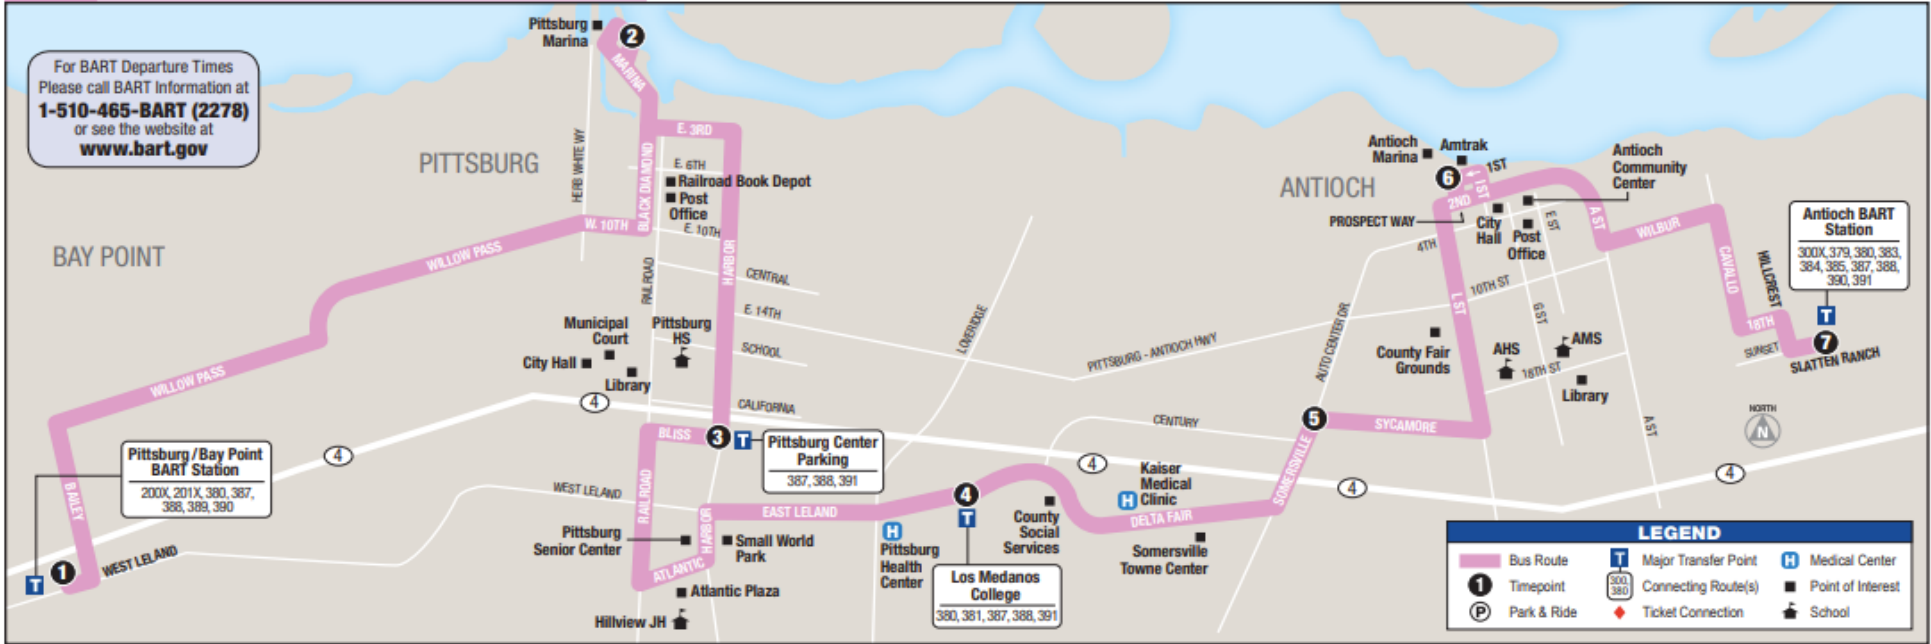 Pittsburg
Marina
2
MARINA
For BART Departure Times
Please call BART Information at
1-510-465-BART (2278)
or see the website at
www.bart.gov
PITTSBURG
BAY POINT
HERB WHITE WY
BLACK DIAMOND
E. 3RD
E. 6TH
Railroad Book Depot
Post
Office
W. 10TH
E. 10TH
HARBOR
RAILROAD
CENTRAL
E. 14TH
SCHOOL
CALIFORNIA
WILLOW PASS
WILLOW PASS
BAILEY
Municipal
Court
Pittsburg
HS
City Hall
Library
4
4
Pittsburg / Bay Point
BART Station
200X, 201X, 380, 387,
388, 389, 390
T
1
WEST LELAND
BLISS
3
T
Pittsburg Center
Parking
387, 388, 391
WEST LELAND
RAILROAD
HARBOR
Pittsburg
Senior Center
Small World
Park
ATLANTIC
Atlantic Plaza
Hillview JH
EAST LELAND
H
Pittsburg
Health
Center
4
T
Los Medanos
College
380, 381, 387, 388, 391
County
Social
Services
LOVERIDGE
PITTSBURG - ANTIOCH HWY
CENTURY
4
Kaiser
Medical
H
Clinic
DELTA FAIR
Somersville
Towne Center
SOMERSVILLE
4
5
SYCAMORE
AUTO CENTER DR
ANTIOCH
Antioch
Marina
Amtrak
6
1ST
I ST
2ND
PROSPECT WAY
4TH
City
Hall
Post
Office
E ST
Antioch
Community
Center
A ST
WILBUR
CAVALLO
HILLCREST
18TH
SUNSET
10TH ST
L ST
G ST
County Fair
Grounds
AHS
AMS
18TH ST
Library
A ST
Antioch BART
Station
300X, 379, 380, 383,
384, 385, 387, 388,
390, 391
T
7
SLATTEN RANCH
NORTH
N
4
LEGEND
Bus Route
T
Major Transfer Point
H
Medical Center
1
Timepoint
300,
380
Connecting Route(s)
Point of Interest
P
Park & Ride
Ticket Connection
School